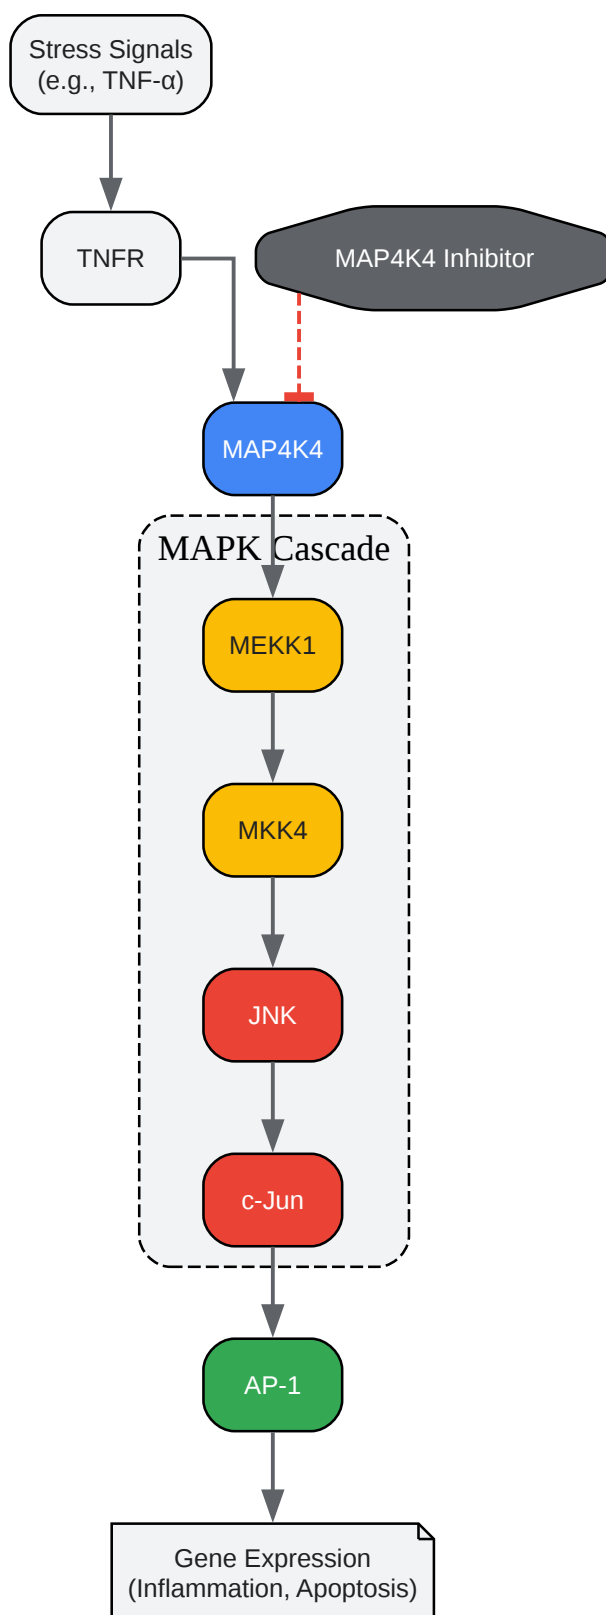 Stress Signals
(e.g., TNF-α)
TNFR
MAP4K4 Inhibitor
MAP4K4
MAPK Cascade
MEKK1
MKK4
JNK
c-Jun
AP-1
Gene Expression
(Inflammation, Apoptosis)